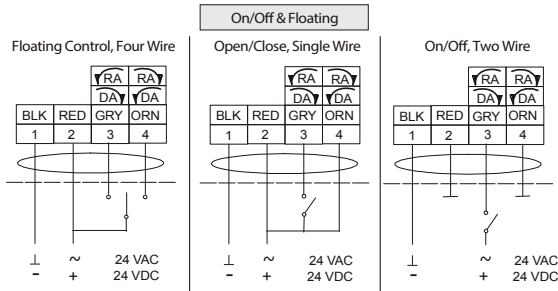 On/Off & Floating
Floating Control, Four Wire
RA RA
DA DA
BLK RED GRY ORN
1 2 3 4
⊥ ~ 24 VAC
- + 24 VDC
Open/Close, Single Wire
RA RA
DA DA
BLK RED GRY ORN
1 2 3 4
⊥ ~ 24 VAC
- + 24 VDC
On/Off, Two Wire
RA RA
DA DA
BLK RED GRY ORN
1 2 3 4
⊥ ~ 24 VAC
- + 24 VDC